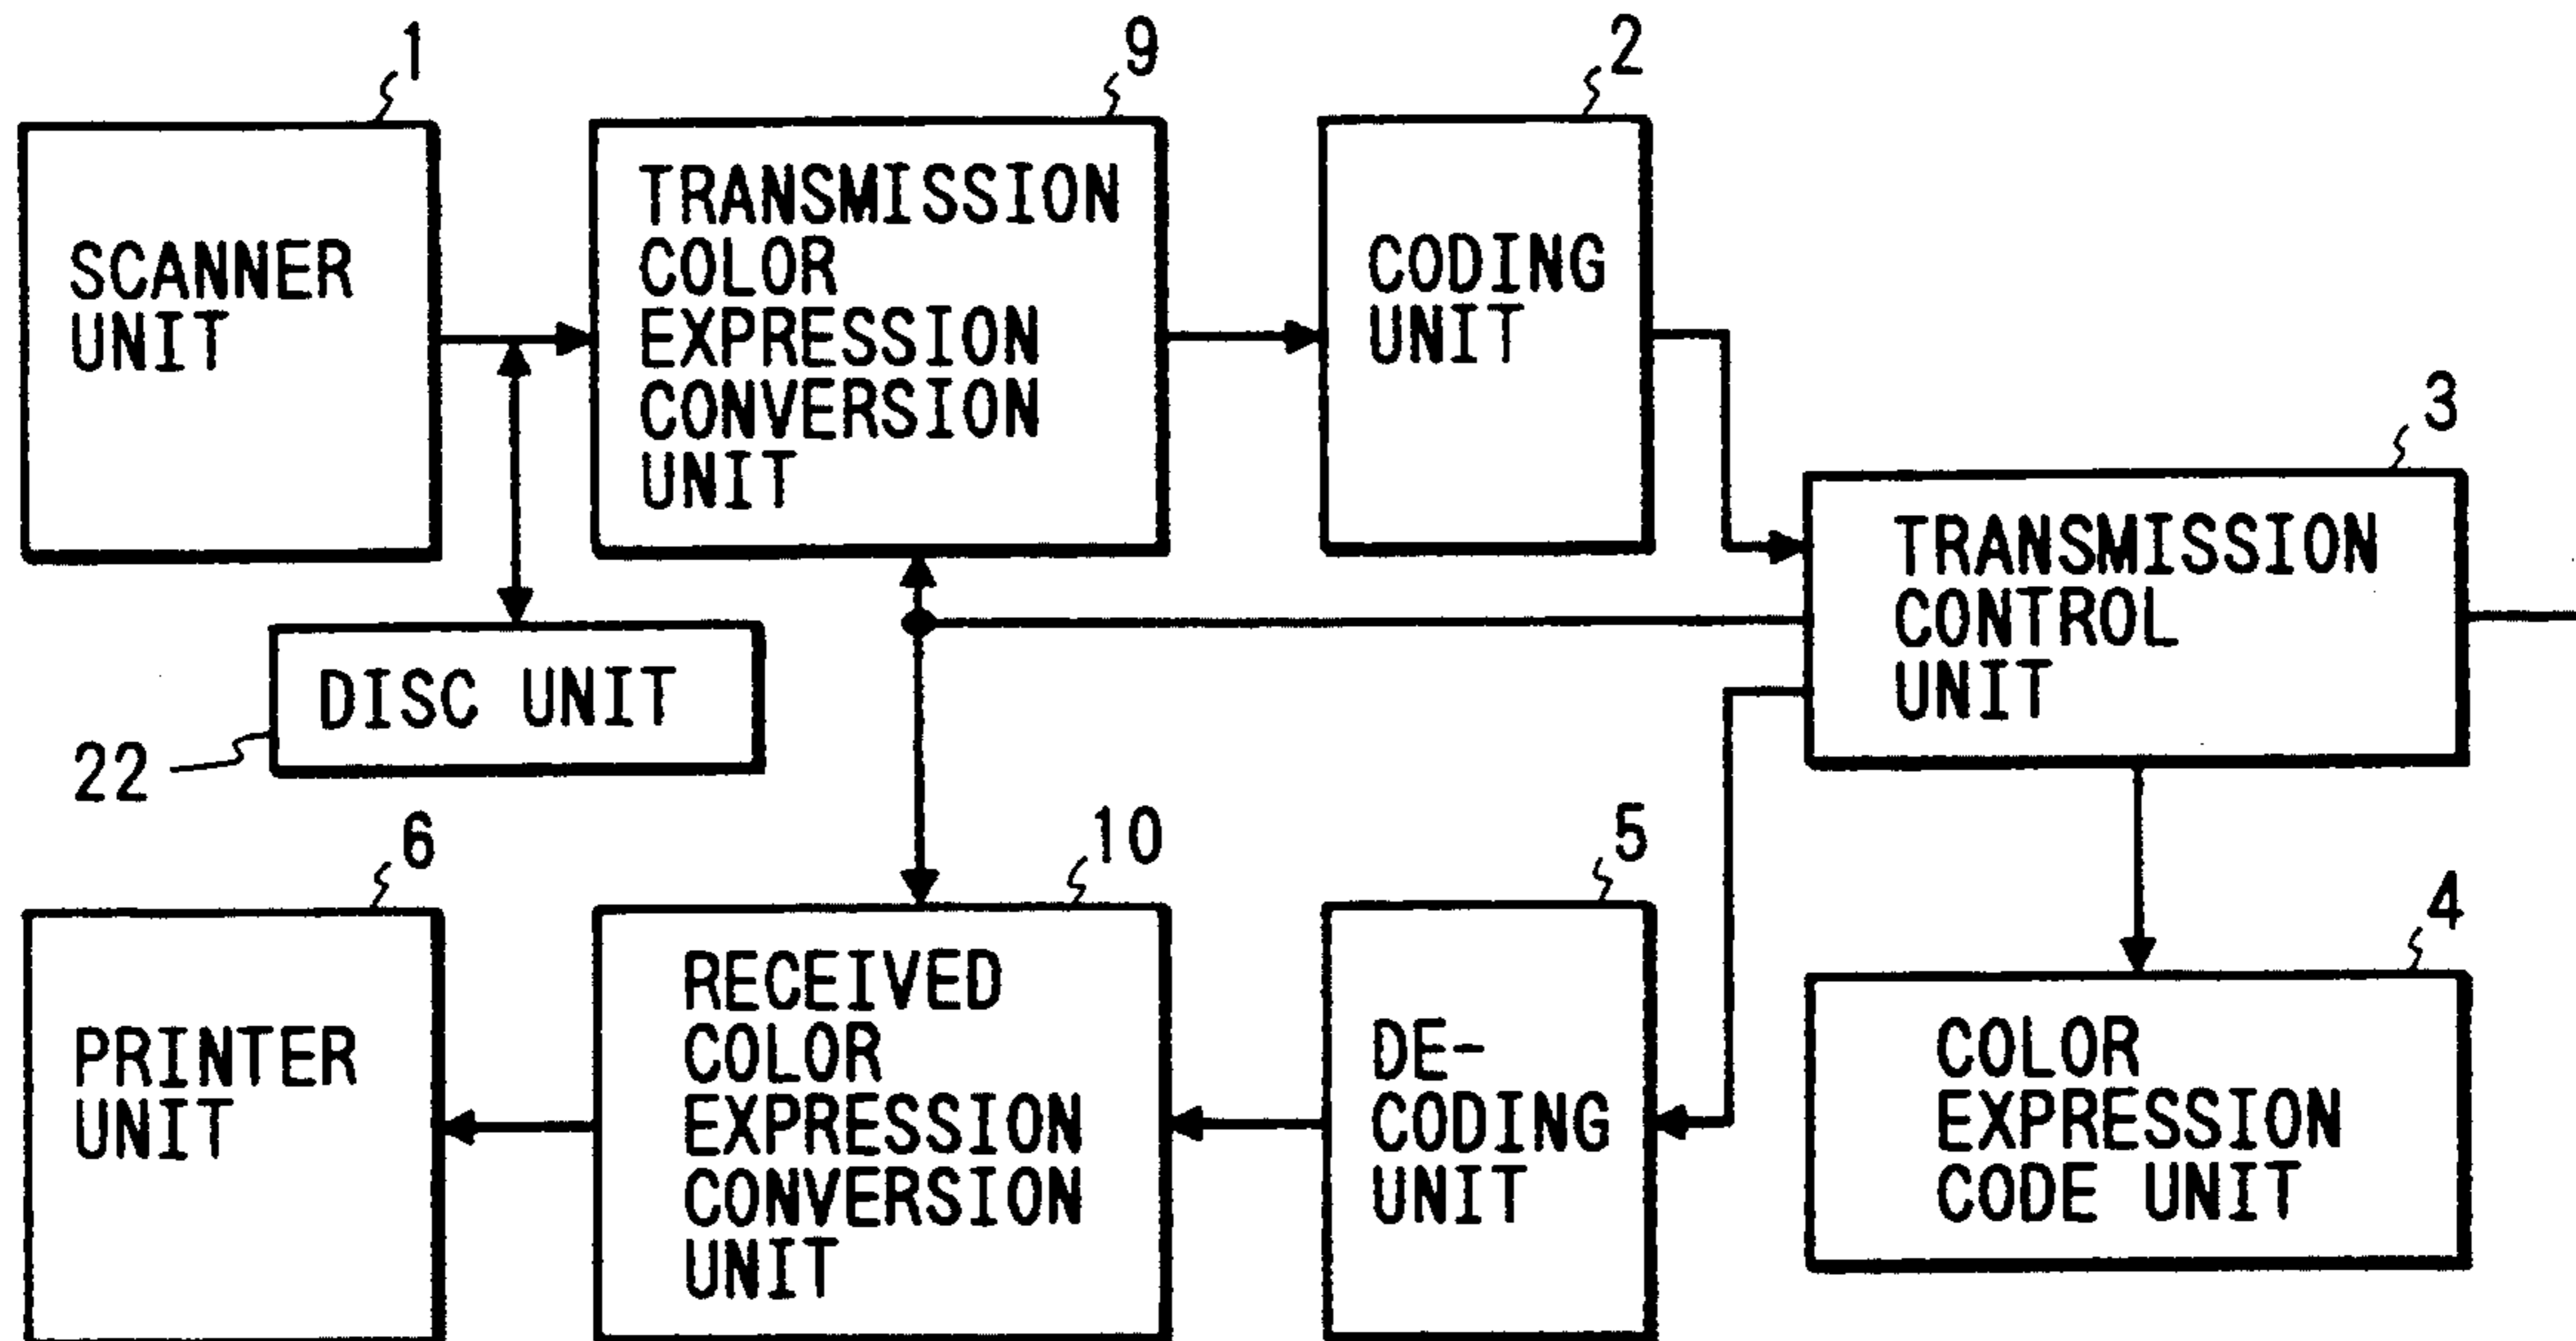 1
9
2
SCANNER
UNIT
TRANSMISSION
COLOR
EXPRESSION
CONVERSION
UNIT
CODING
UNIT
3
TRANSMISSION
CONTROL
UNIT
DISC UNIT
22
6
10
5
4
PRINTER
UNIT
RECEIVED
COLOR
EXPRESSION
CONVERSION
UNIT
DE-
CODING
UNIT
COLOR
EXPRESSION
CODE UNIT